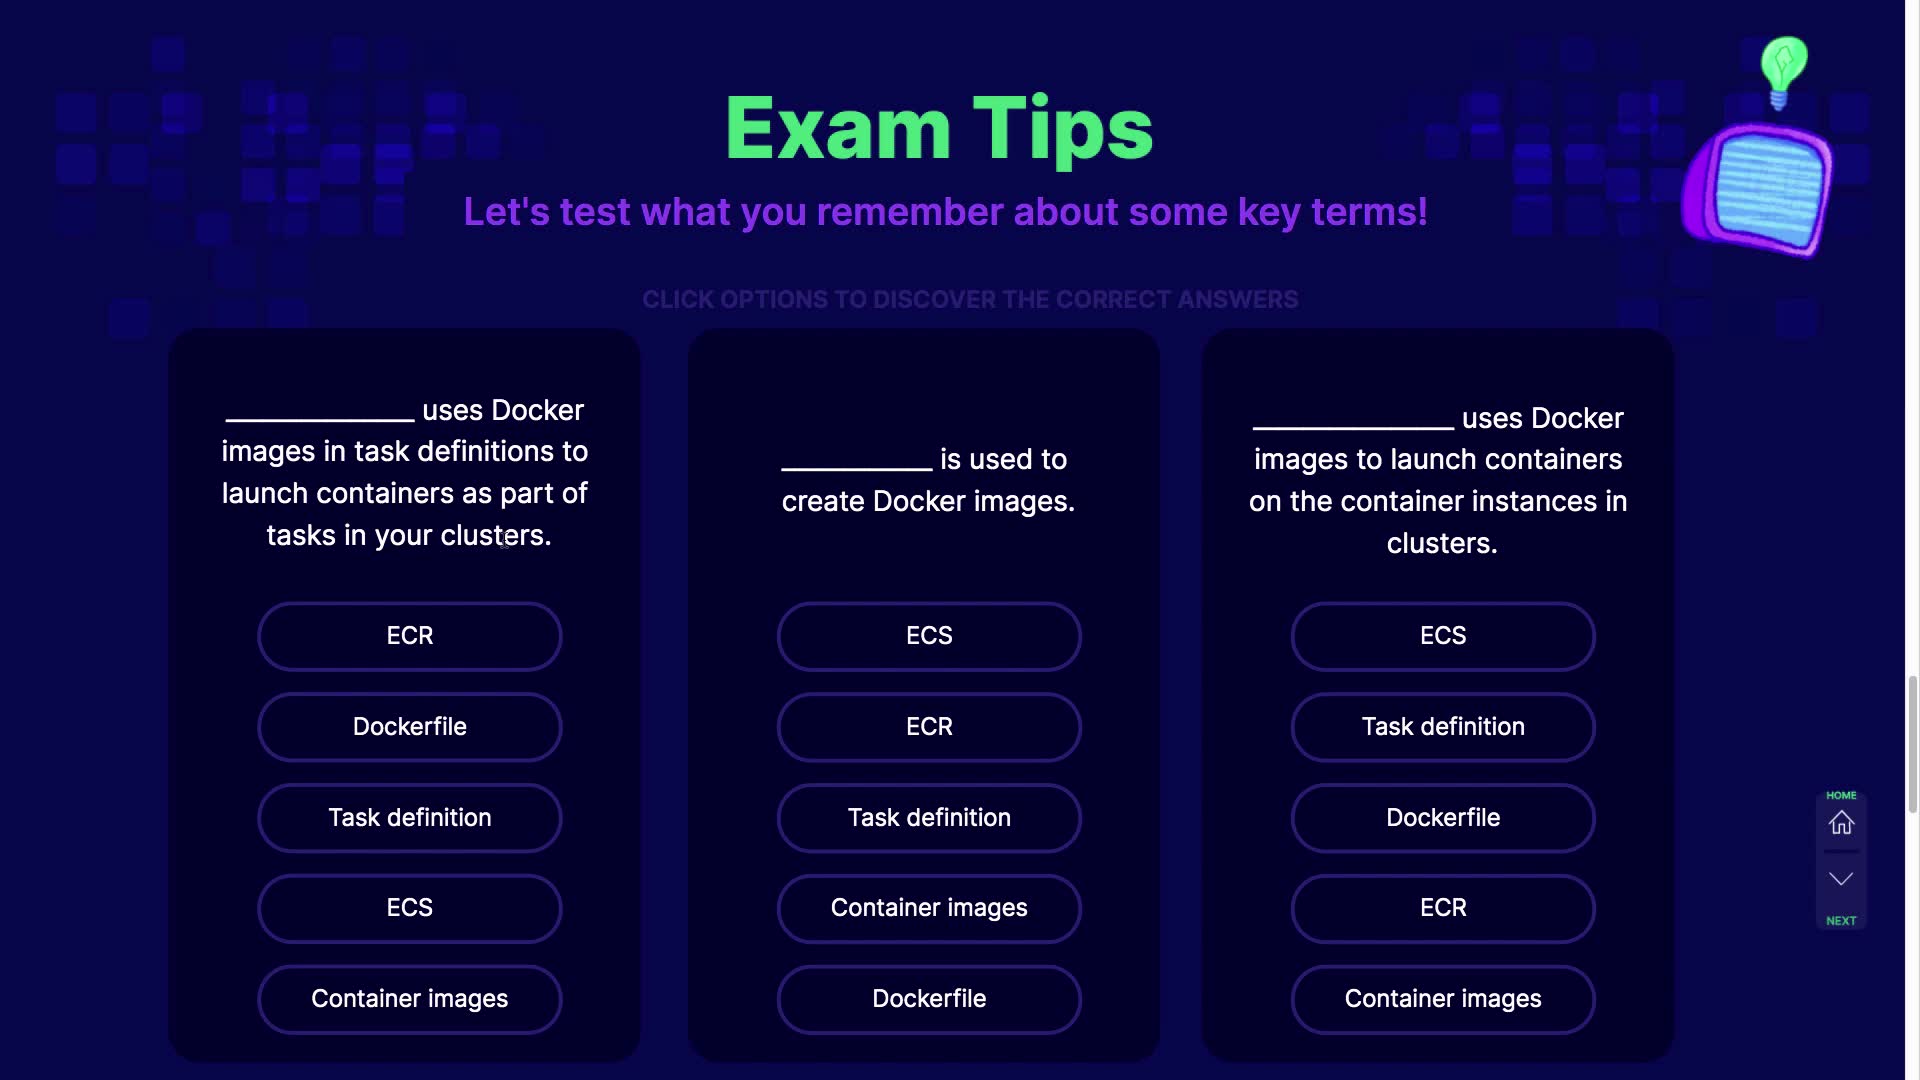 Exam Tips
Let's test what you remember about some key terms!
CLICK OPTIONS TO DISCOVER THE CORRECT ANSWERS
_____________ uses Docker
images in task definitions to
launch containers as part of
tasks in your clusters.
ECR
Dockerfile
Task definition
ECS
Container images
__________ is used to
create Docker images.
ECS
ECR
Task definition
Container images
Dockerfile
______________ uses Docker
images to launch containers
on the container instances in
clusters.
ECS
Task definition
Dockerfile
ECR
Container images
HOME
NEXT